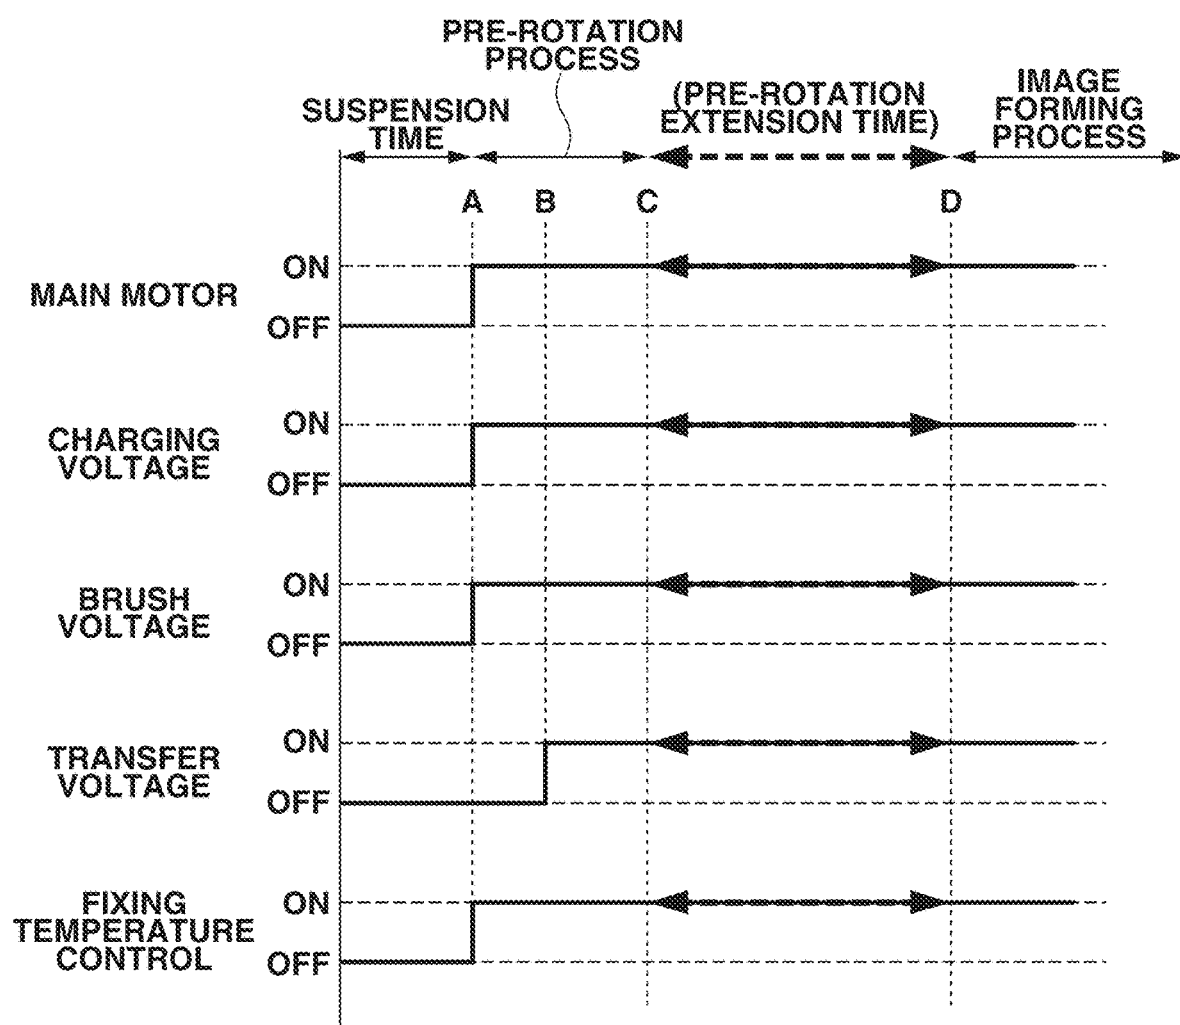 PRE-ROTATION
PROCESS
SUSPENSION
TIME
(PRE-ROTATION
EXTENSION TIME)
IMAGE
FORMING
PROCESS
A
B
C
D
MAIN MOTOR
ON
OFF
CHARGING
VOLTAGE
ON
OFF
BRUSH
VOLTAGE
ON
OFF
TRANSFER
VOLTAGE
ON
OFF
FIXING
TEMPERATURE
CONTROL
ON
OFF